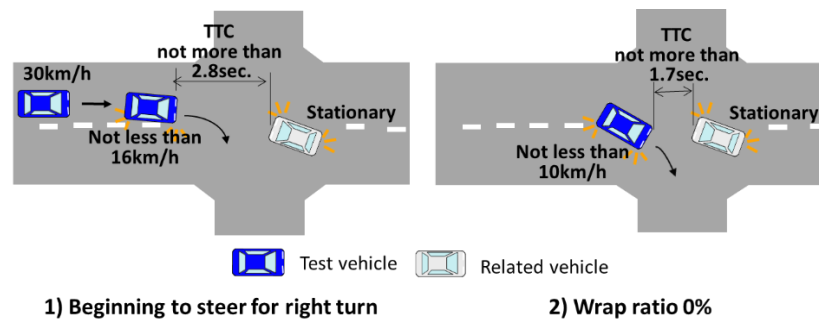 TTC
not more than
2.8sec.
30km/h
Stationary
Not less than
16km/h
TTC
not more than
1.7sec.
Stationary
Not less than
10km/h
Test vehicle
Related vehicle
1) Beginning to steer for right turn
2) Wrap ratio 0%